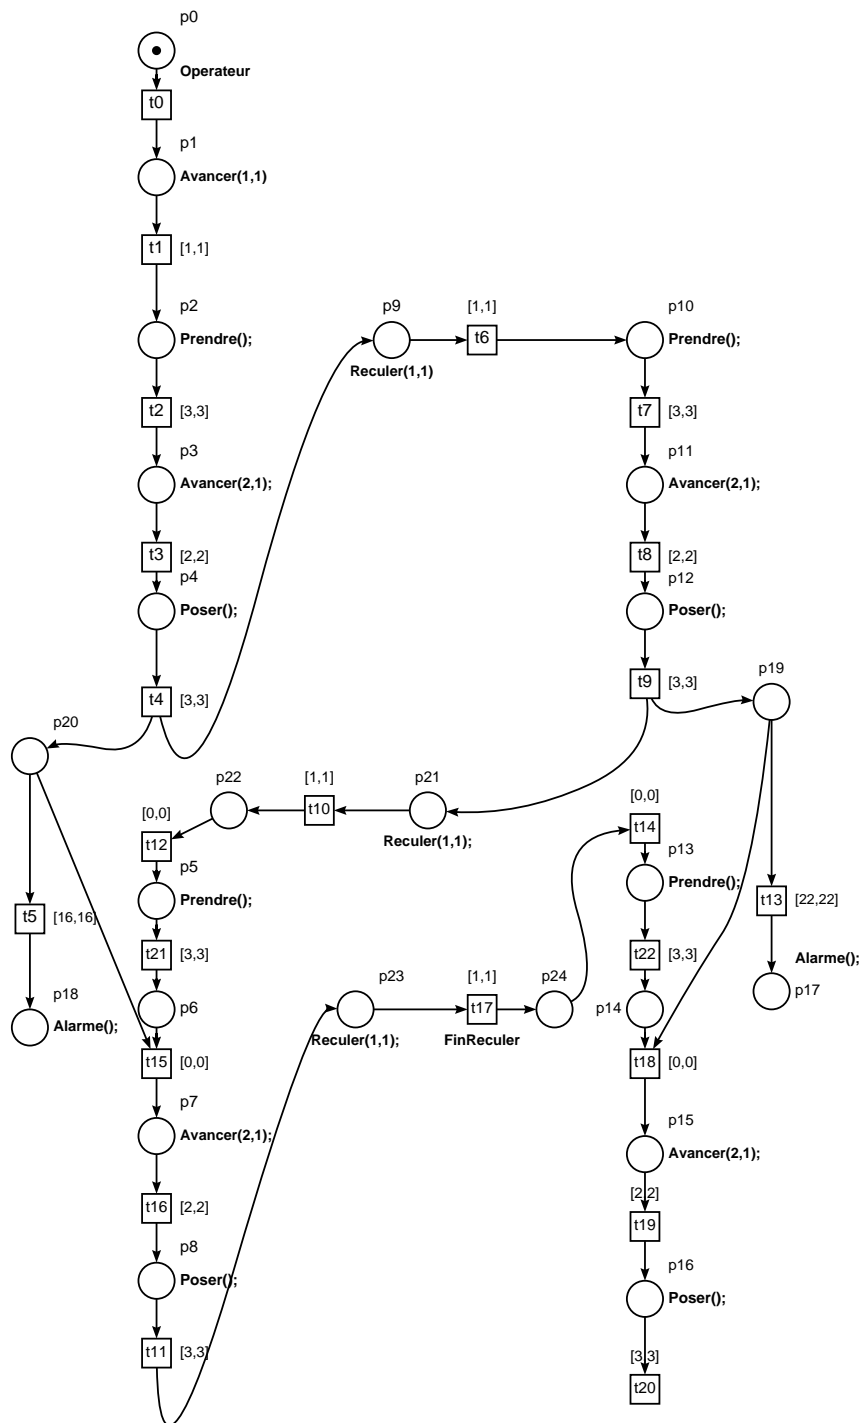 p0
Operateur
t0
p1
Avancer(1,1)
t1 [1,1]
p2
Prendre();
t2 [3,3]
p3
Avancer(2,1);
t3 [2,2]
p4
Poser();
t4 [3,3]
p9
Reculer(1,1)
[1,1]
t6
p10
Prendre();
t7 [3,3]
p11
Avancer(2,1);
t8 [2,2]
p12
Poser();
t9 [3,3]
p19
p20
t5 [16,16]
p18
Alarme();
p22
[1,1]
t10
p21
Reculer(1,1);
[0,0]
t12
p5
Prendre();
t21 [3,3]
p6
t15 [0,0]
p7
Avancer(2,1);
t16 [2,2]
p8
Poser();
t11 [3,3]
p23
Reculer(1,1);
[1,1]
t17
FinReculer
p24
[0,0]
t14
p13
Prendre();
t22 [3,3]
p14
t18 [0,0]
p15
Avancer(2,1);
[2,2]
t19
p16
Poser();
[3,3]
t20
t13 [22,22]
Alarme();
p17